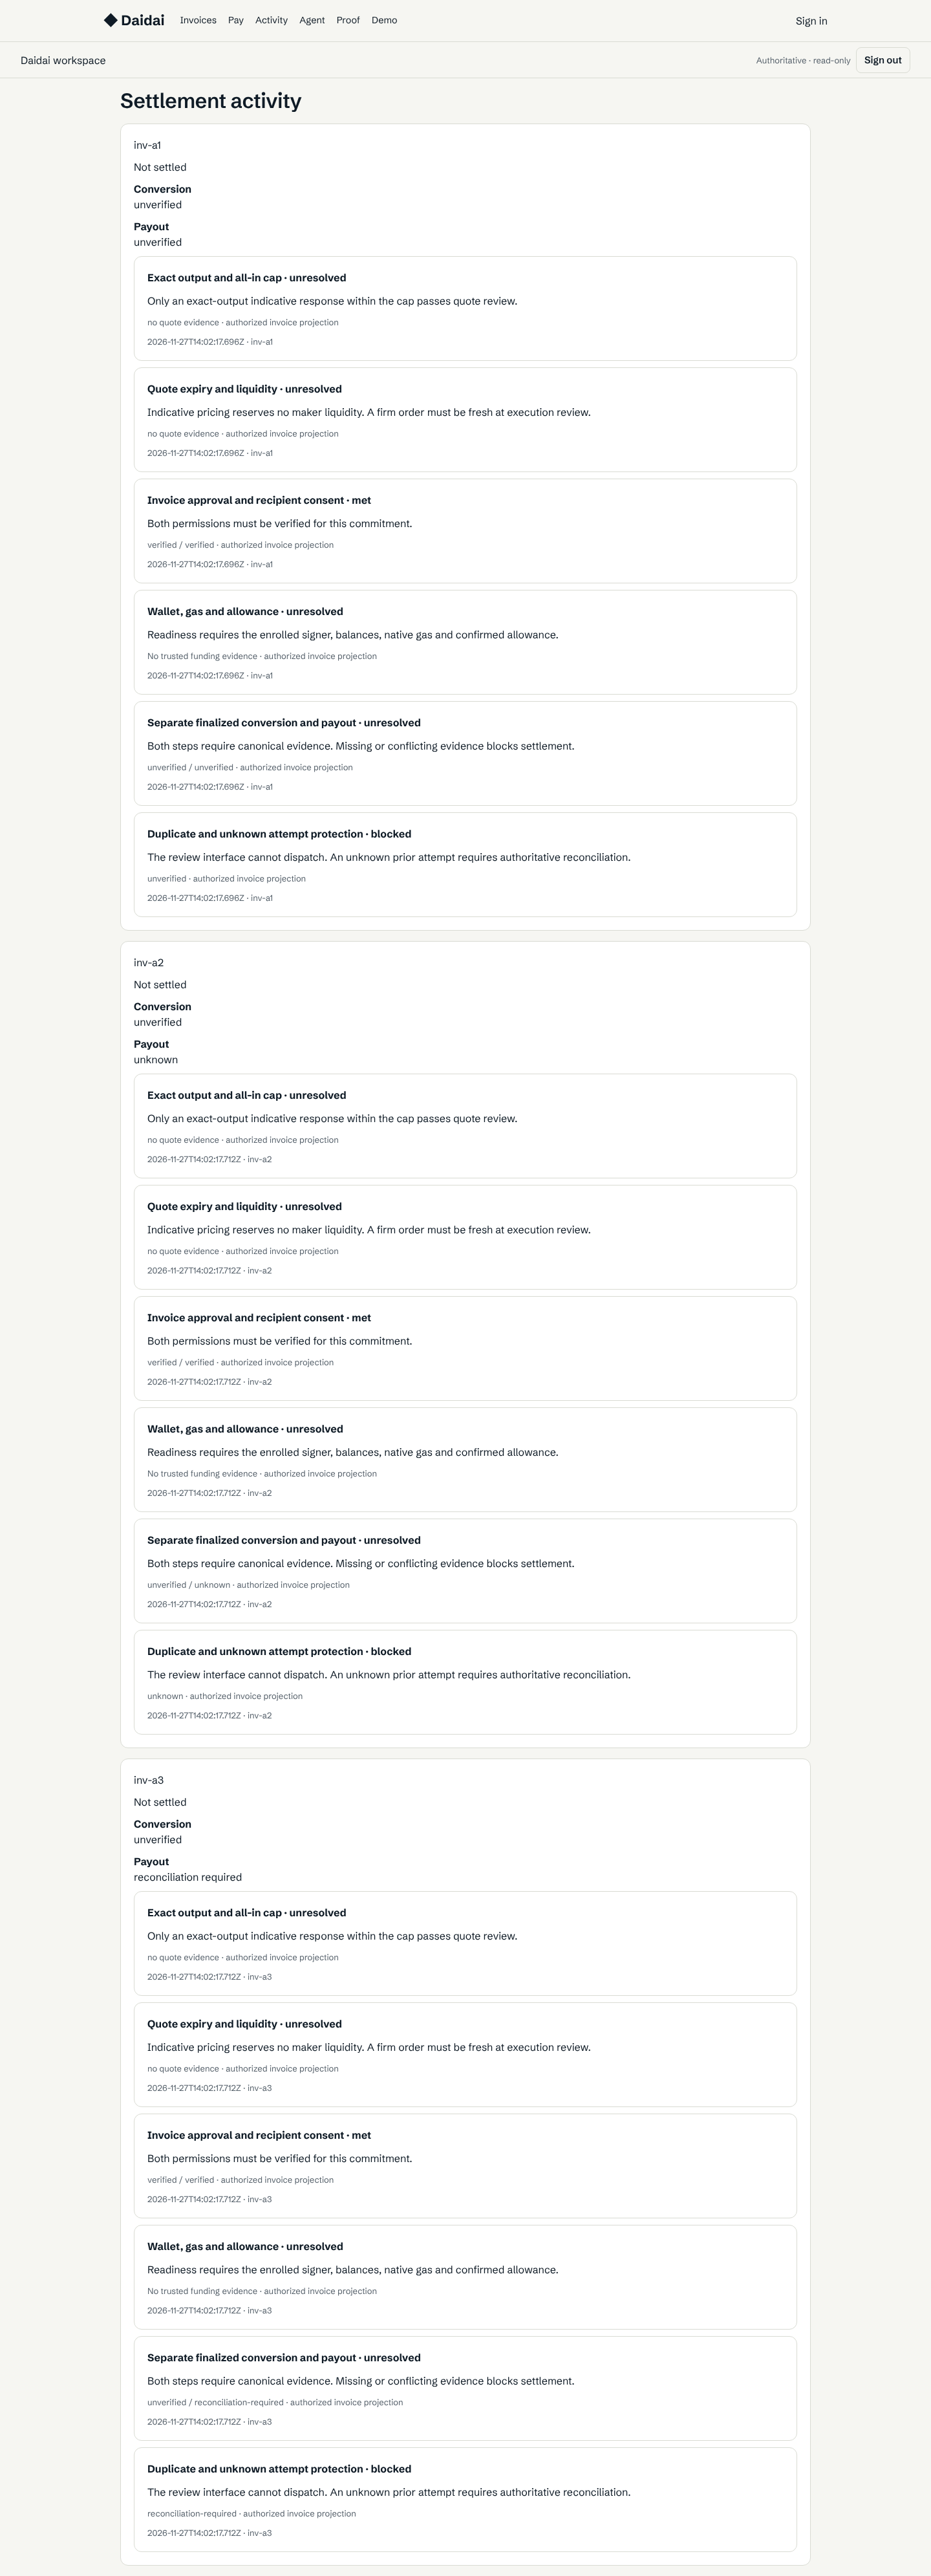 Daidai
Invoices
Pay
Activity
Agent
Proof
Demo
Sign in
Daidai workspace
Authoritative · read-only
Sign out
Settlement activity
inv-a1
Not settled
Conversion
unverified
Payout
unverified
Exact output and all-in cap · unresolved
Only an exact-output indicative response within the cap passes quote review.
no quote evidence · authorized invoice projection
2026-11-27T14:02:17.696Z · inv-a1
Quote expiry and liquidity · unresolved
Indicative pricing reserves no maker liquidity. A firm order must be fresh at execution review.
no quote evidence · authorized invoice projection
2026-11-27T14:02:17.696Z · inv-a1
Invoice approval and recipient consent · met
Both permissions must be verified for this commitment.
verified / verified · authorized invoice projection
2026-11-27T14:02:17.696Z · inv-a1
Wallet, gas and allowance · unresolved
Readiness requires the enrolled signer, balances, native gas and confirmed allowance.
No trusted funding evidence · authorized invoice projection
2026-11-27T14:02:17.696Z · inv-a1
Separate finalized conversion and payout · unresolved
Both steps require canonical evidence. Missing or conflicting evidence blocks settlement.
unverified / unverified · authorized invoice projection
2026-11-27T14:02:17.696Z · inv-a1
Duplicate and unknown attempt protection · blocked
The review interface cannot dispatch. An unknown prior attempt requires authoritative reconciliation.
unverified · authorized invoice projection
2026-11-27T14:02:17.696Z · inv-a1
inv-a2
Not settled
Conversion
unverified
Payout
unknown
Exact output and all-in cap · unresolved
Only an exact-output indicative response within the cap passes quote review.
no quote evidence · authorized invoice projection
2026-11-27T14:02:17.712Z · inv-a2
Quote expiry and liquidity · unresolved
Indicative pricing reserves no maker liquidity. A firm order must be fresh at execution review.
no quote evidence · authorized invoice projection
2026-11-27T14:02:17.712Z · inv-a2
Invoice approval and recipient consent · met
Both permissions must be verified for this commitment.
verified / verified · authorized invoice projection
2026-11-27T14:02:17.712Z · inv-a2
Wallet, gas and allowance · unresolved
Readiness requires the enrolled signer, balances, native gas and confirmed allowance.
No trusted funding evidence · authorized invoice projection
2026-11-27T14:02:17.712Z · inv-a2
Separate finalized conversion and payout · unresolved
Both steps require canonical evidence. Missing or conflicting evidence blocks settlement.
unverified / unknown · authorized invoice projection
2026-11-27T14:02:17.712Z · inv-a2
Duplicate and unknown attempt protection · blocked
The review interface cannot dispatch. An unknown prior attempt requires authoritative reconciliation.
unknown · authorized invoice projection
2026-11-27T14:02:17.712Z · inv-a2
inv-a3
Not settled
Conversion
unverified
Payout
reconciliation required
Exact output and all-in cap · unresolved
Only an exact-output indicative response within the cap passes quote review.
no quote evidence · authorized invoice projection
2026-11-27T14:02:17.712Z · inv-a3
Quote expiry and liquidity · unresolved
Indicative pricing reserves no maker liquidity. A firm order must be fresh at execution review.
no quote evidence · authorized invoice projection
2026-11-27T14:02:17.712Z · inv-a3
Invoice approval and recipient consent · met
Both permissions must be verified for this commitment.
verified / verified · authorized invoice projection
2026-11-27T14:02:17.712Z · inv-a3
Wallet, gas and allowance · unresolved
Readiness requires the enrolled signer, balances, native gas and confirmed allowance.
No trusted funding evidence · authorized invoice projection
2026-11-27T14:02:17.712Z · inv-a3
Separate finalized conversion and payout · unresolved
Both steps require canonical evidence. Missing or conflicting evidence blocks settlement.
unverified / reconciliation-required · authorized invoice projection
2026-11-27T14:02:17.712Z · inv-a3
Duplicate and unknown attempt protection · blocked
The review interface cannot dispatch. An unknown prior attempt requires authoritative reconciliation.
reconciliation-required · authorized invoice projection
2026-11-27T14:02:17.712Z · inv-a3